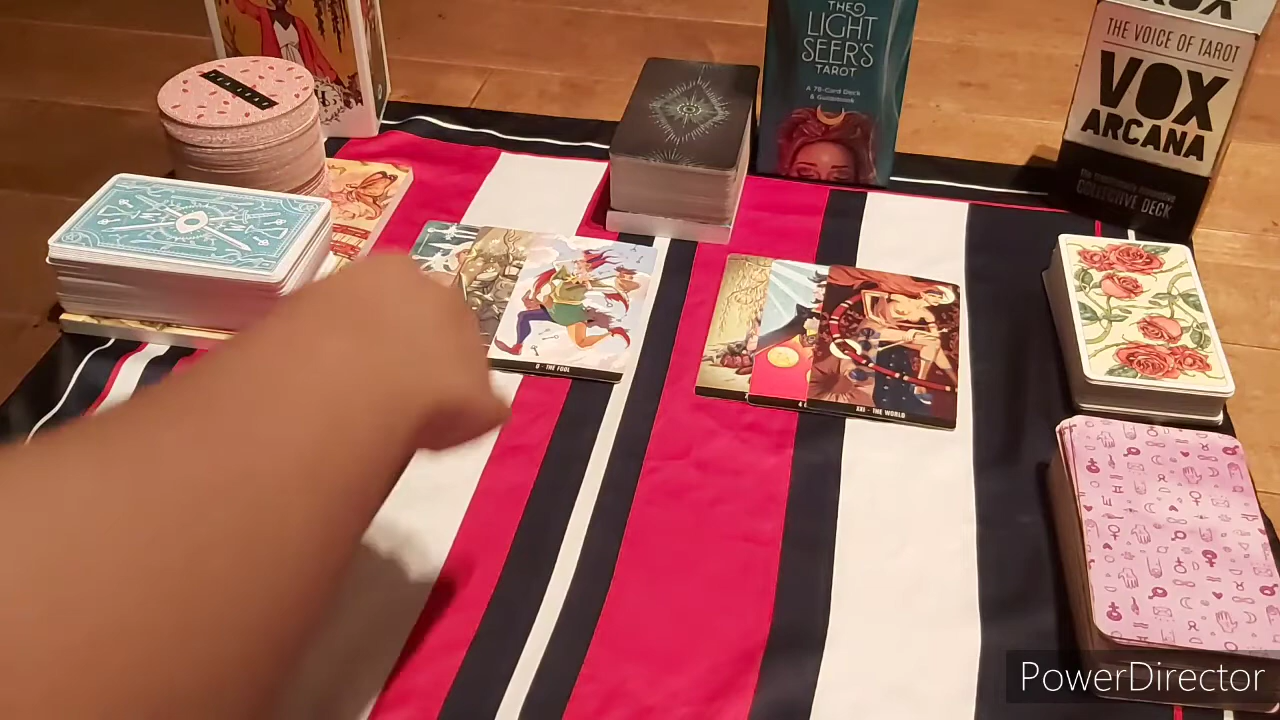 THE
LIGHT
SEER'S
TAROT
A 78-Card Deck
& Guidebook
THE VOICE OF TAROT
VOX
ARCANA
COLLECTIVE DECK
0 - THE FOOL
XXI - THE WORLD
PowerDirector